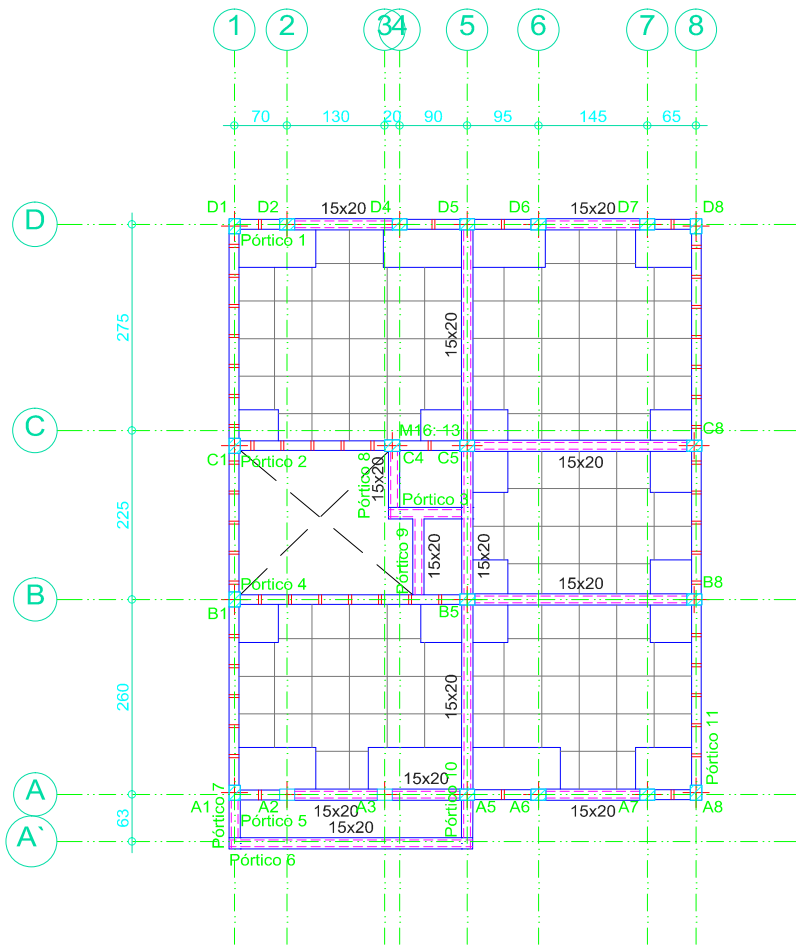 1 2 3 4 5 6 7 8
70 130 20 90 95 145 65
D D1 D2 15x20 D4 D5 D6 15x20 D7 D8
Pórtico 1
275
15x20
C M16: 13 C8
C1 Pórtico 2 C4 C5 15x20
Pórtico 8
15x20
Pórtico 3
225
Pórtico 9
15x20
15x20
Pórtico 4 15x20 B8
B
B1 B5
260
15x20
Pórtico 11
15x20
A
A1 A2 A3 A5 A6 A7 A8
15x20 15x20
Pórtico 7
Pórtico 5
Pórtico 10
63
15x20
A`
Pórtico 6